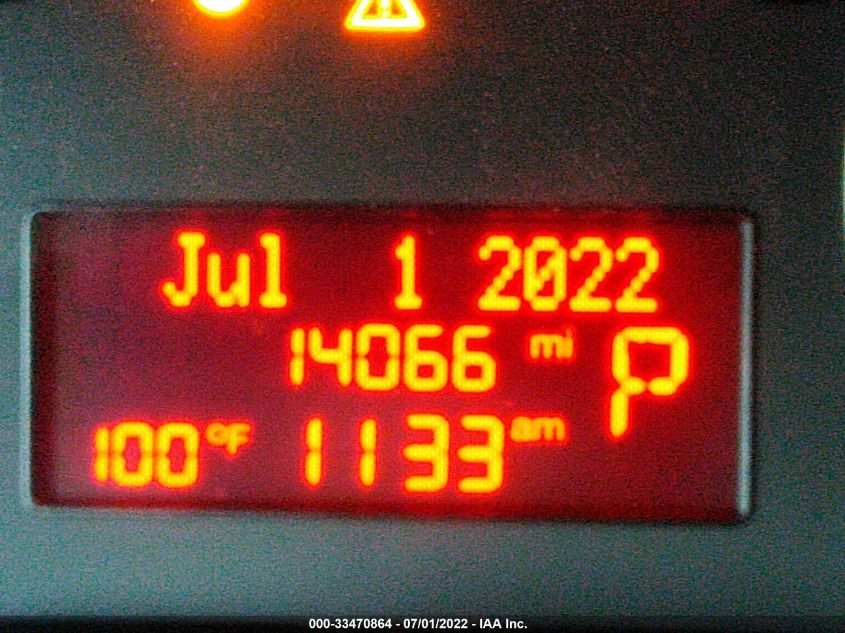 Jul 1 2022
14066 mi P
100°F 1133 am
000-33470864 - 07/01/2022 - IAA Inc.